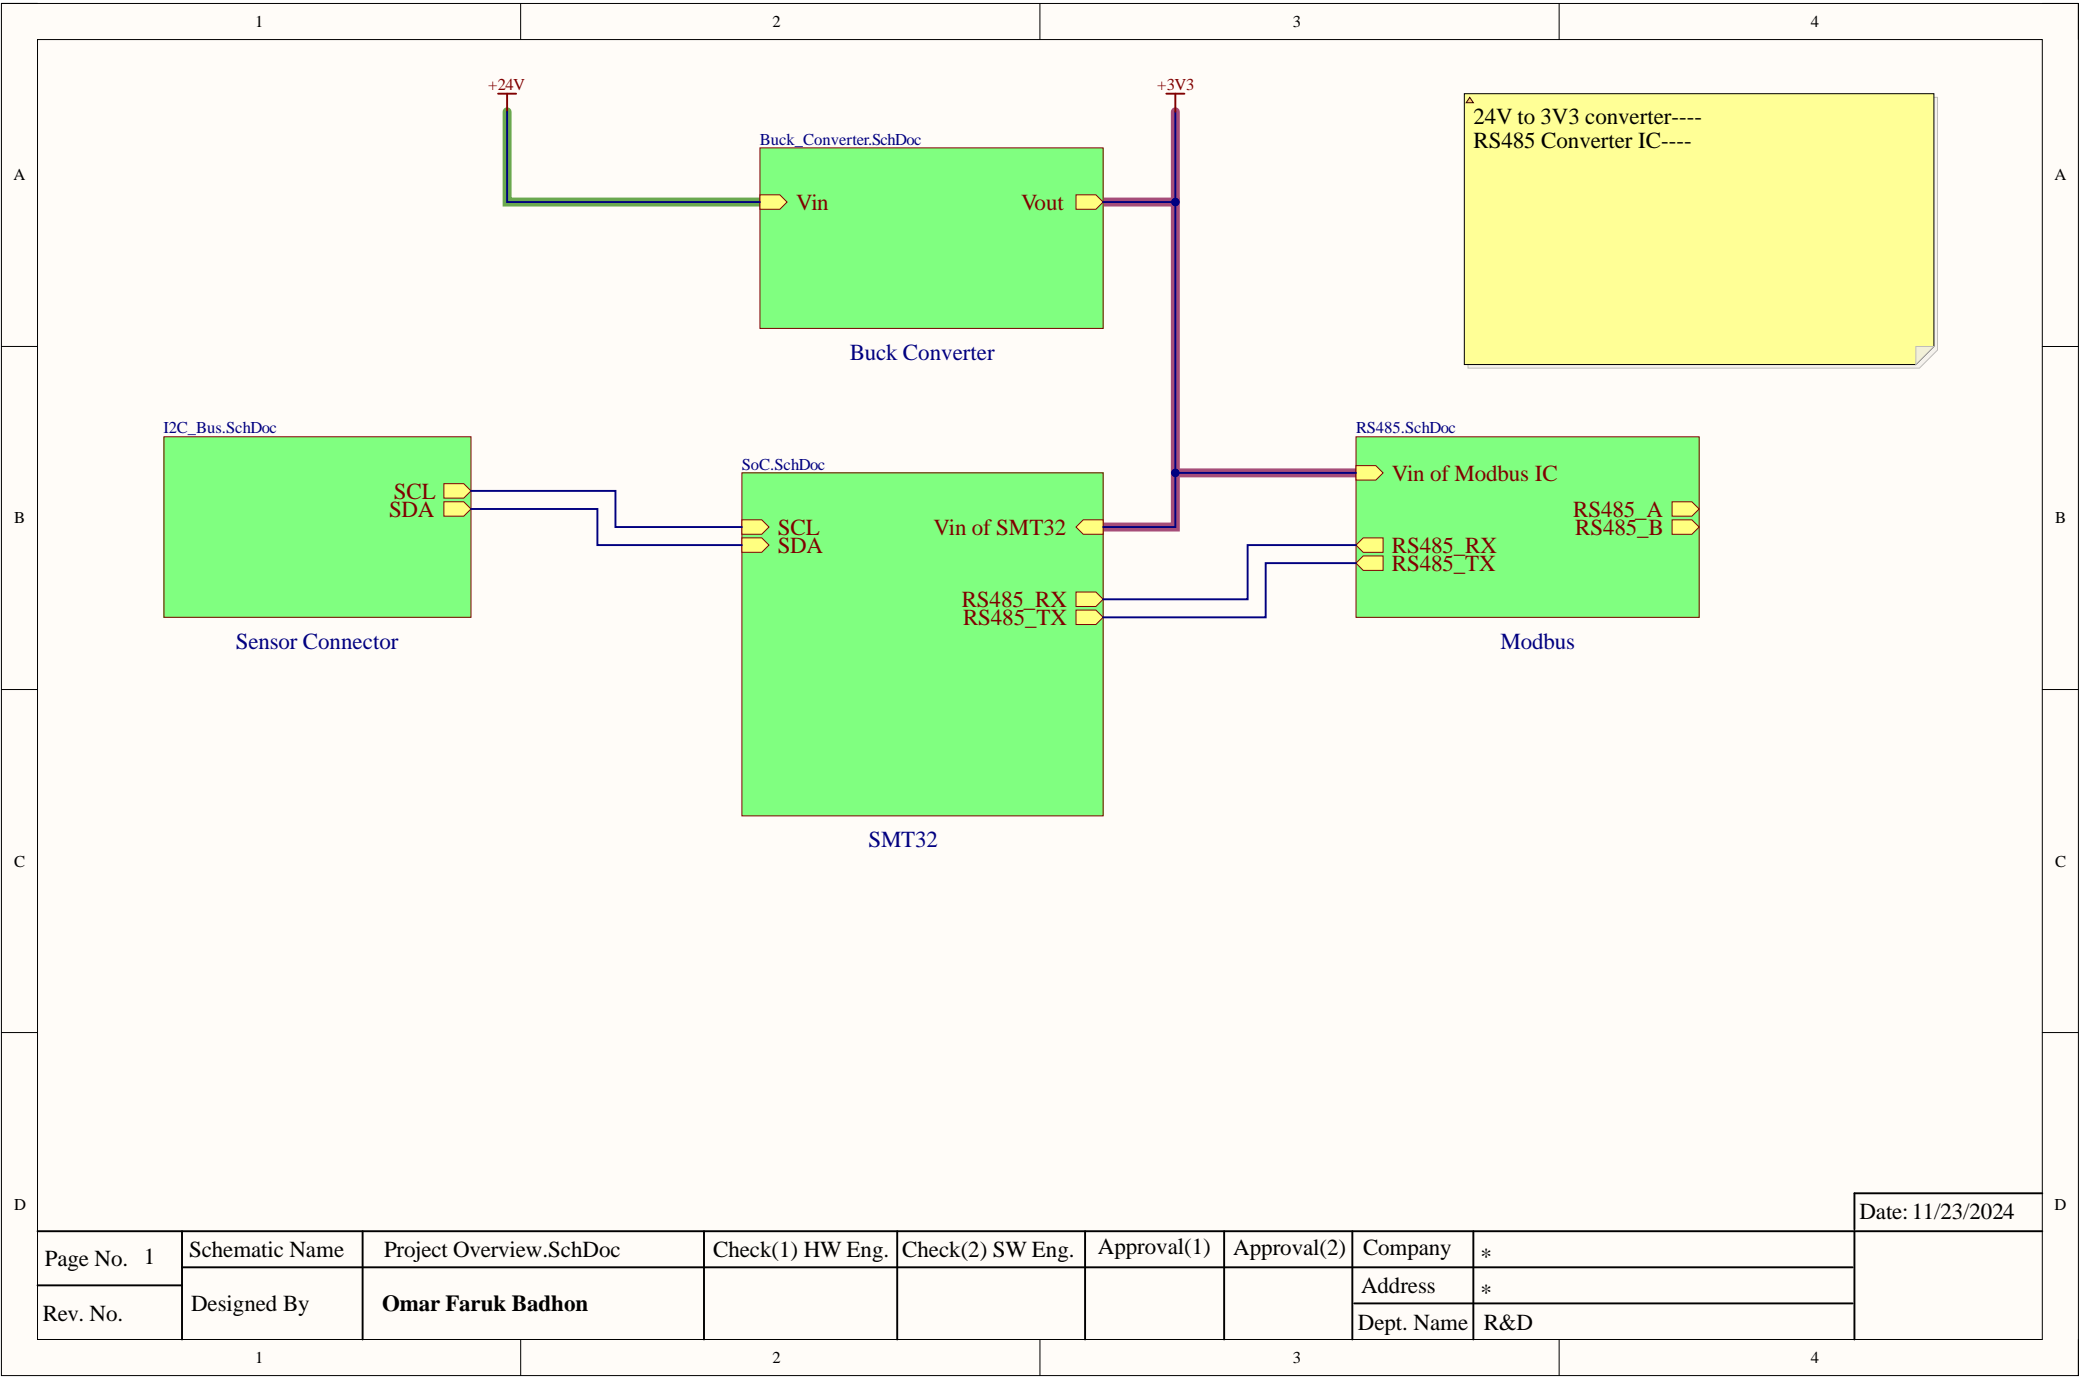 1 2 3 4
+24V
+3V3
24V to 3V3 converter----
RS485 Converter IC----
Buck_Converter.SchDoc
A A
Vin Vout
Buck Converter
I2C_Bus.SchDoc
RS485.SchDoc
SoC.SchDoc
Vin of Modbus IC
SCL
SDA
RS485_A
RS485_B
B B
SCL
SDA
Vin of SMT32
RS485_RX
RS485_TX
RS485_RX
RS485_TX
Sensor Connector
Modbus
SMT32
C C
D D
Date: 11/23/2024
Page No. 1
Schematic Name
Project Overview.SchDoc
Check(1) HW Eng.
Check(2) SW Eng.
Approval(1)
Approval(2)
Company *
Address *
Rev. No.
Designed By
Omar Faruk Badhon
Dept. Name R&D
1 2 3 4